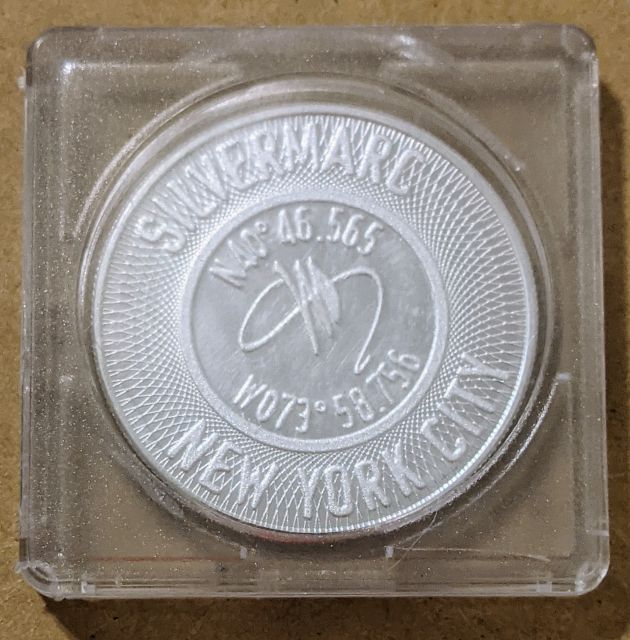 SILVERMARC
N40° 46.565
W073° 58.756
NEW YORK CITY